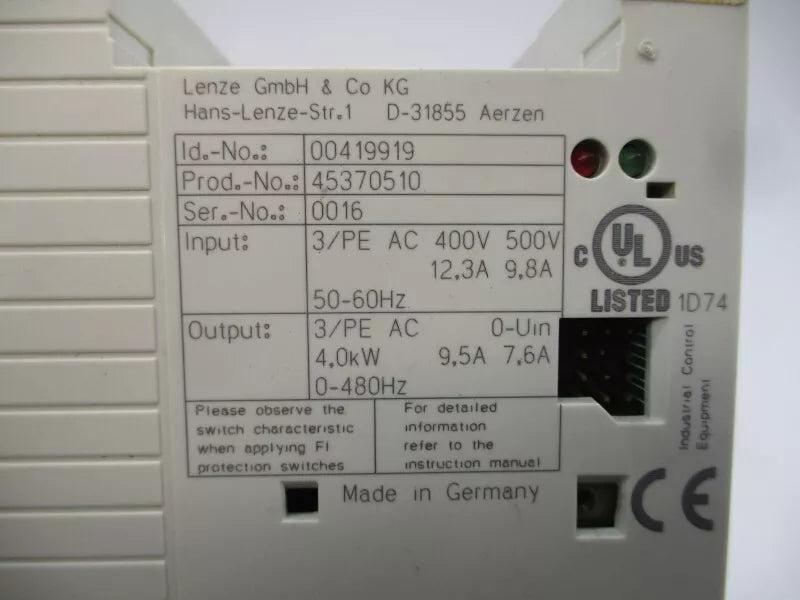 Lenze GmbH & Co KG
Hans-Lenze-Str.1 D-31855 Aerzen
Id.-No.: 00419919
Prod.-No.: 45370510
Ser.-No.: 0016
Input: 3/PE AC 400V 500V
12,3A 9,8A
50-60Hz
Output: 3/PE AC 0-Uin
4,0kW 9,5A 7,6A
0-480Hz
Please observe the
switch characteristic
when applying FI
protection switches
For detailed
information
refer to the
instruction manual
Made in Germany
C UL US
LISTED 1D74
Industrial Control
Equipment
CE